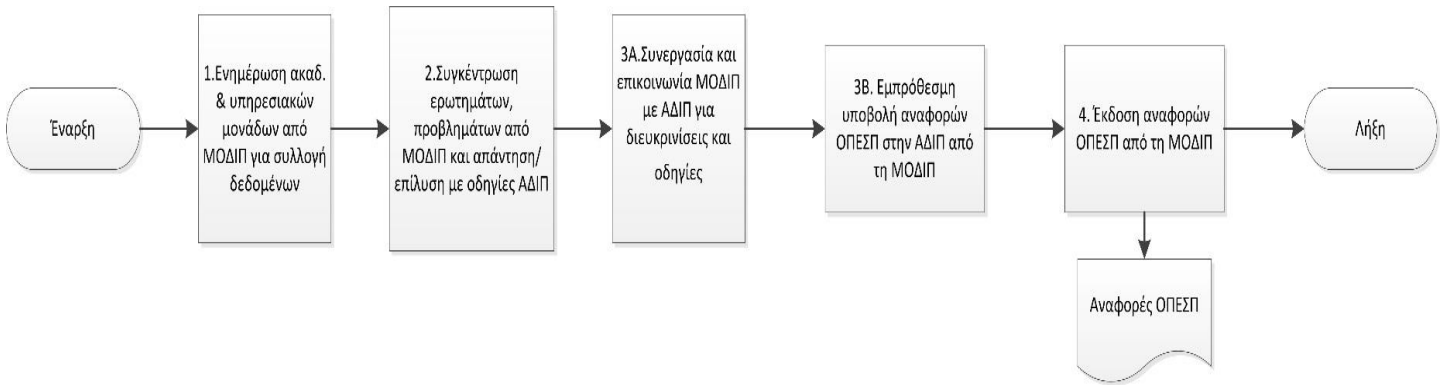 Έναρξη
1.Ενημέρωση ακαδ.
& υπηρεσιακών
μονάδων από
ΜΟΔΙΠ για συλλογή
δεδομένων
2.Συγκέντρωση
ερωτημάτων,
προβλημάτων από
ΜΟΔΙΠ και απάντηση/
επίλυση με οδηγίες ΑΔΙΠ
3Α.Συνεργασία και
επικοινωνία ΜΟΔΙΠ
με ΑΔΙΠ για
διευκρινίσεις και
οδηγίες
3Β. Εμπρόθεσμη
υποβολή αναφορών
ΟΠΕΣΠ στην ΑΔΙΠ από
τη ΜΟΔΙΠ
4. Έκδοση αναφορών
ΟΠΕΣΠ από τη ΜΟΔΙΠ
Λήξη
Αναφορές ΟΠΕΣΠ